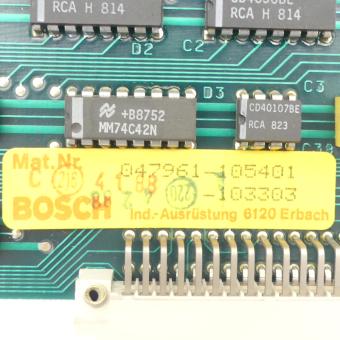 RCA H 814
CD4050BE
RCA H 814
D2
C2
C3
D3
+B8752
MM74C42N
CD40107BE
RCA 823
Mat.Nr.
047961-105401
-103303
BOSCH
Ind.-Ausrüstung 6120 Erbach